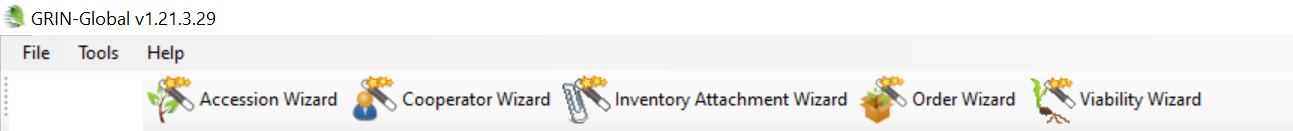 GRIN-Global v1.21.3.29
File Tools Help
Accession Wizard Cooperator Wizard Inventory Attachment Wizard Order Wizard Viability Wizard